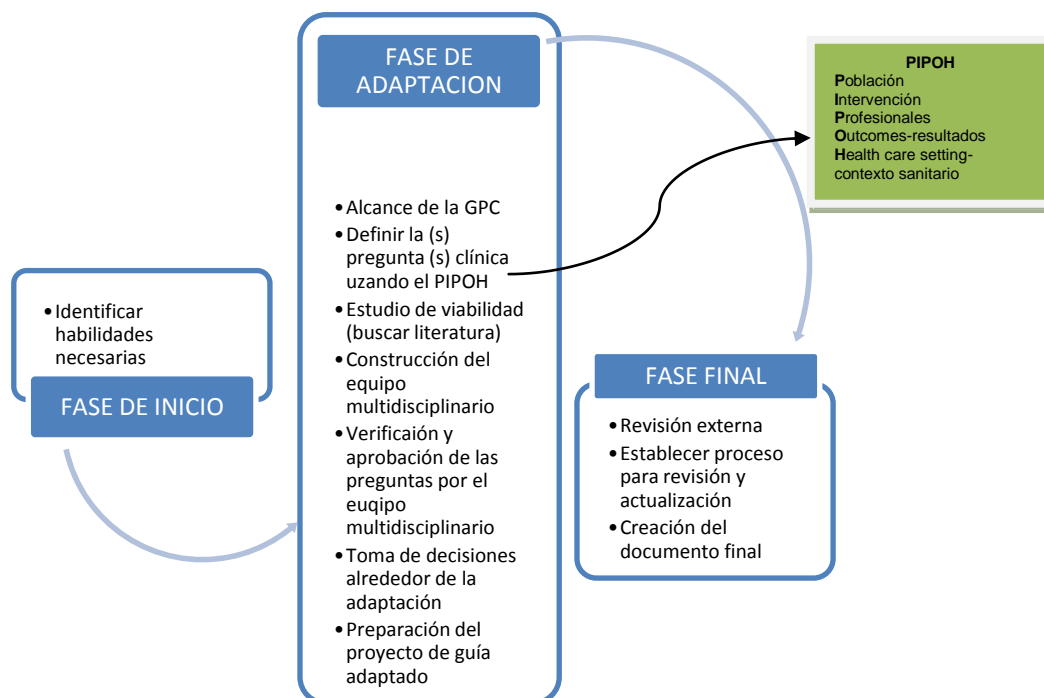 • Identificar
habilidades
necesarias
FASE DE INICIO
FASE DE
ADAPTACION
• Alcance de la GPC
• Definir la (s)
pregunta (s) clínica
uzando el PIPOH
• Estudio de viabilidad
(buscar literatura)
• Construcción del
equipo
multidisciplinario
• Verificaión y
aprobación de las
preguntas por el
euqipo
multidisciplinario
• Toma de decisiones
alrededor de la
adaptación
• Preparación del
proyecto de guía
adaptado
PIPOH
Población
Intervención
Profesionales
Outcomes-resultados
Health care setting-
contexto sanitario
FASE FINAL
• Revisión externa
• Establecer proceso
para revisión y
actualización
• Creación del
documento final